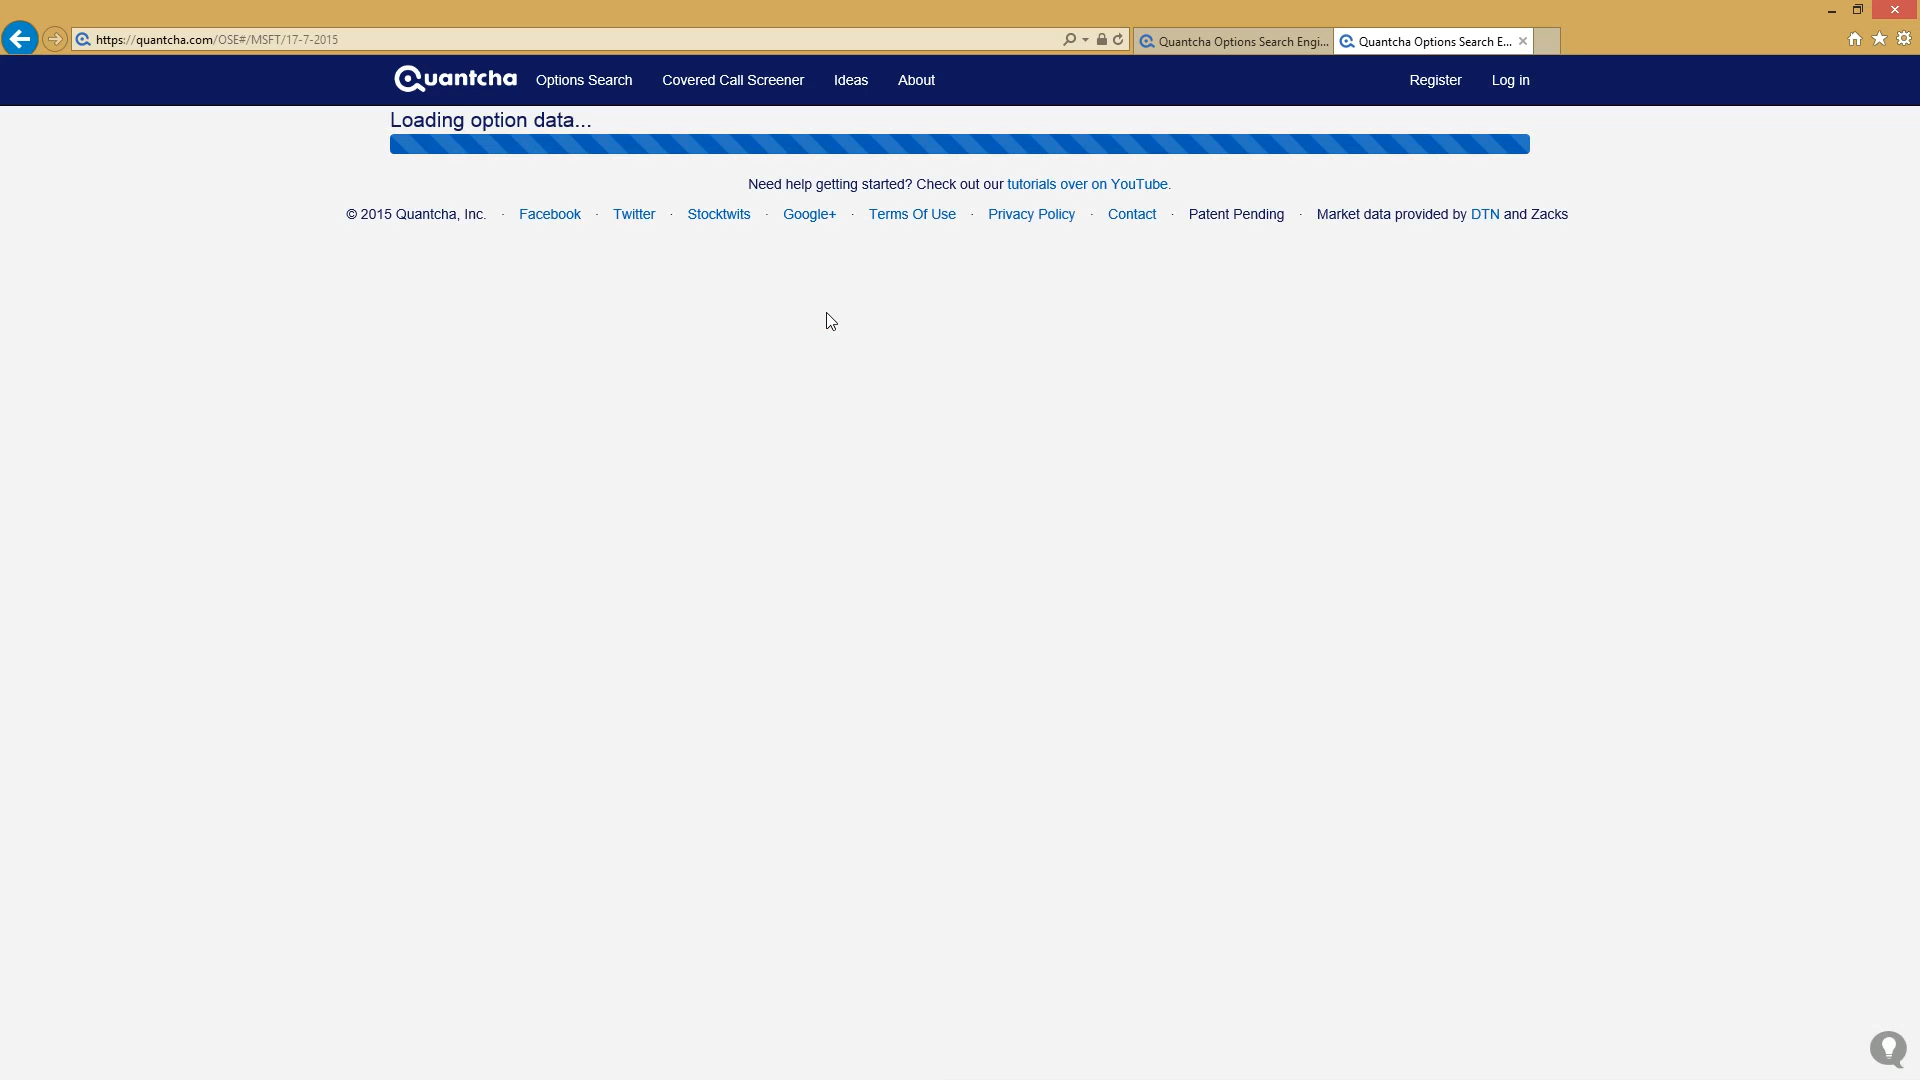 https://quantcha.com/OSE#/MSFT/17-7-2015
Quantcha Options Search Engi...
Quantcha Options Search E...
Quantcha
Options Search
Covered Call Screener
Ideas
About
Register
Log in
Loading option data...
Need help getting started? Check out our tutorials over on YouTube.
© 2015 Quantcha, Inc. · Facebook · Twitter · Stocktwits · Google+ · Terms Of Use · Privacy Policy · Contact · Patent Pending · Market data provided by DTN and Zacks